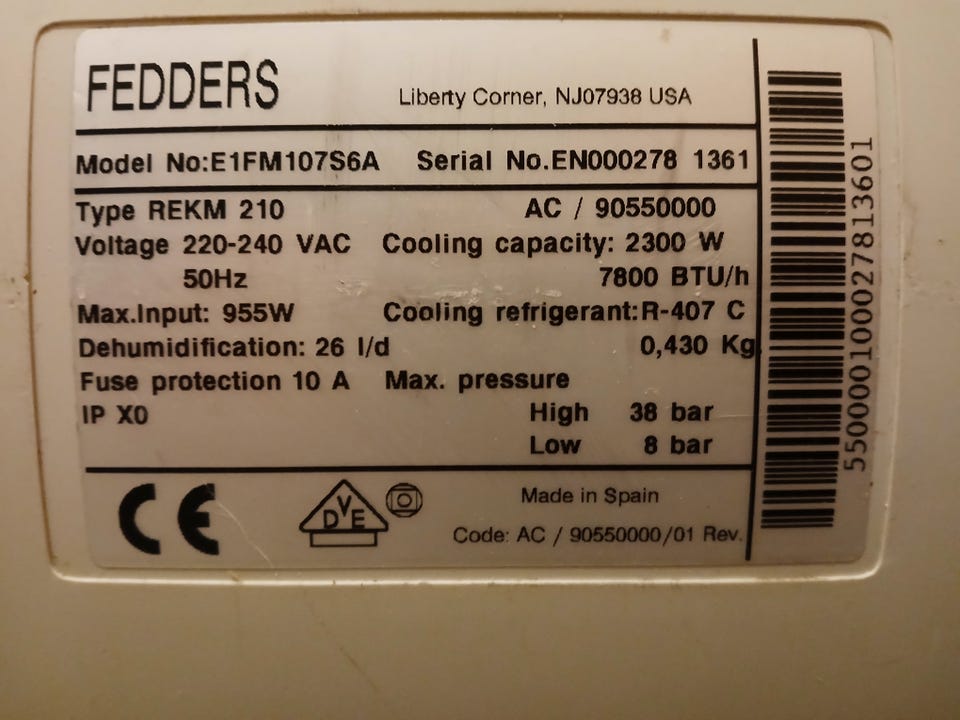 FEDDERS
Liberty Corner, NJ07938 USA
Model No:E1FM107S6A Serial No.EN000278 1361
Type REKM 210 AC / 90550000
Voltage 220-240 VAC Cooling capacity: 2300 W
50Hz 7800 BTU/h
Max.Input: 955W Cooling refrigerant:R-407 C
Dehumidification: 26 l/d 0,430 Kg
Fuse protection 10 A Max. pressure
IP X0 High 38 bar
Low 8 bar
CE
DVE
Made in Spain
Code: AC / 90550000/01 Rev.
550000100027813601